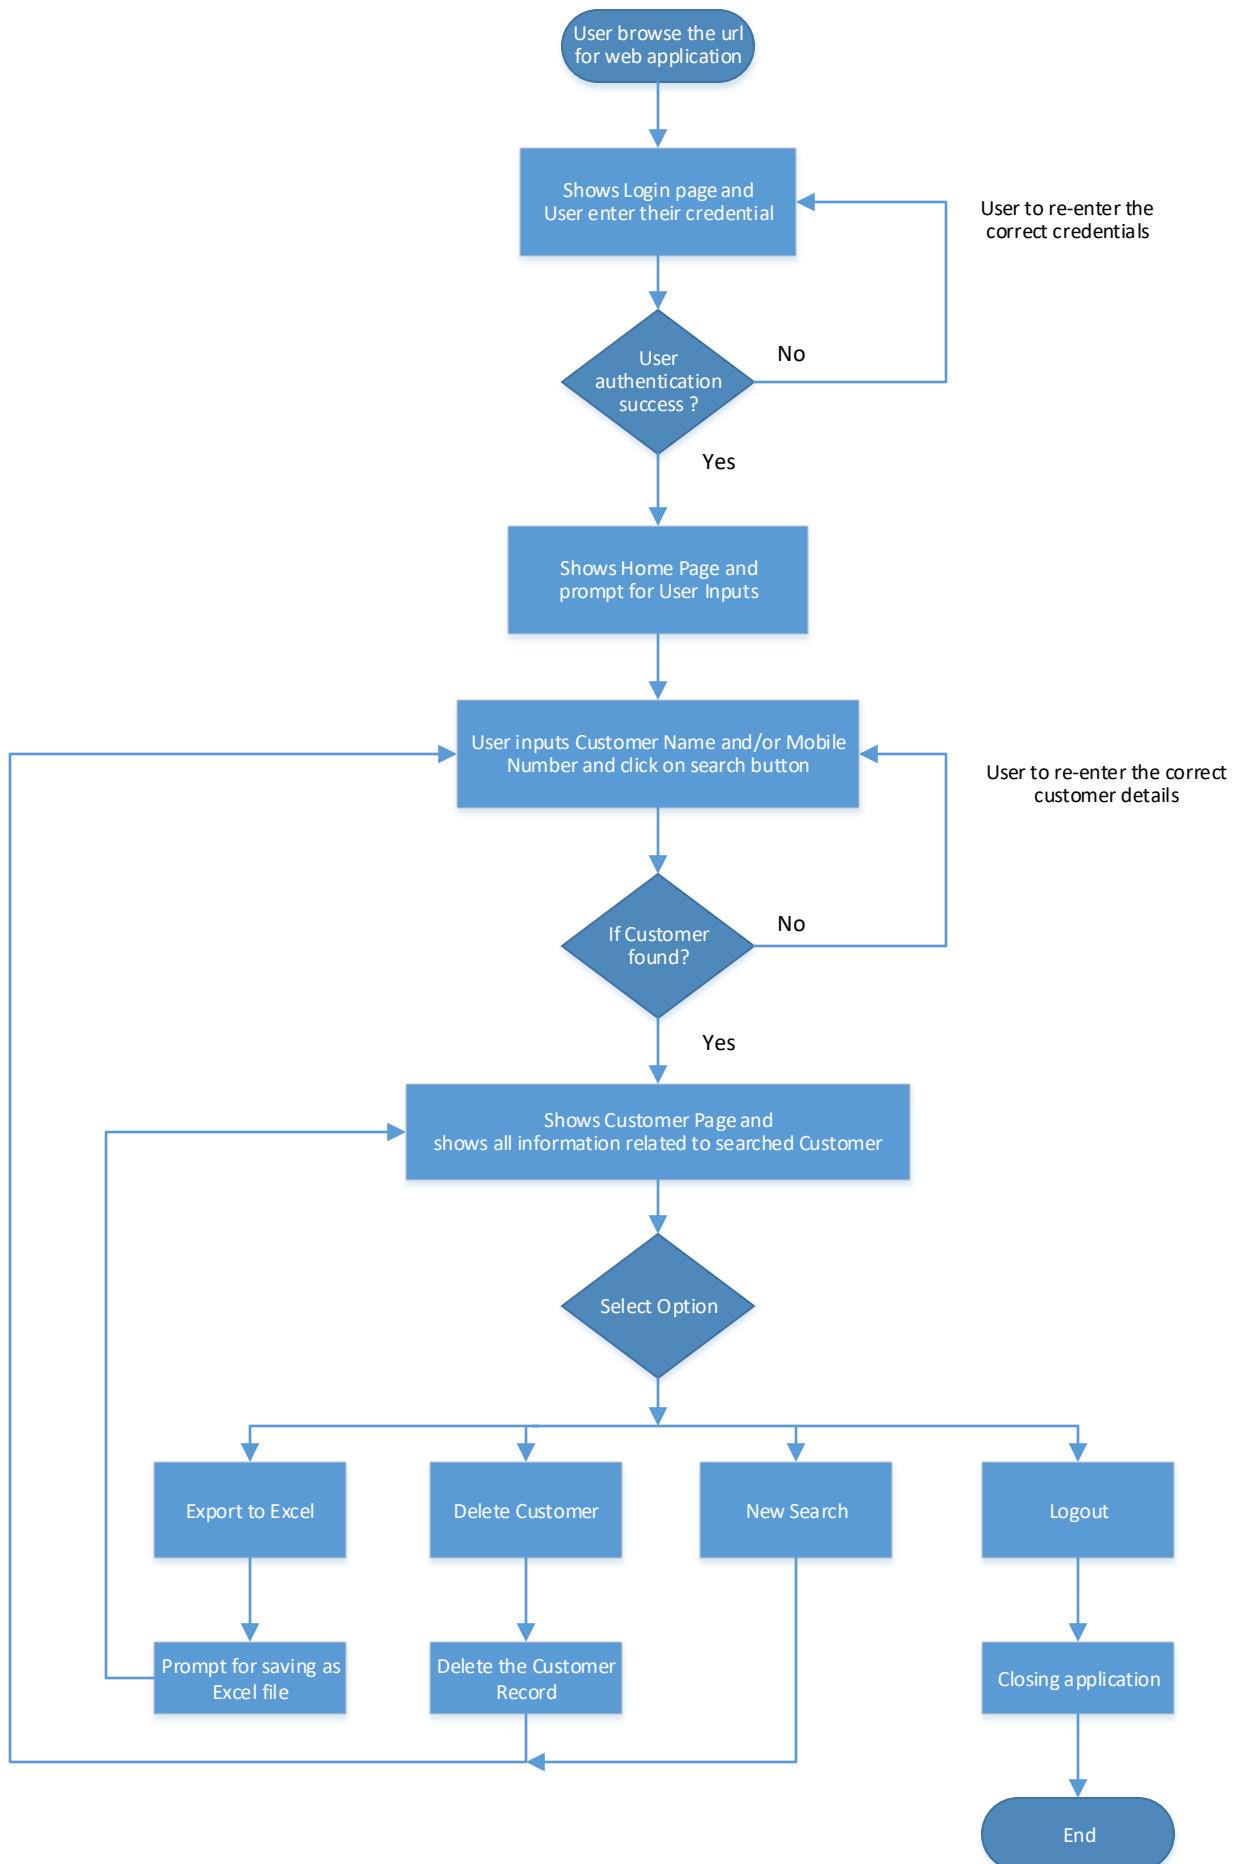 User browse the url
for web application
Shows Login page and
User enter their credential
User to re-enter the
correct credentials
User
authentication
success ?
No
Yes
Shows Home Page and
prompt for User Inputs
User inputs Customer Name and/or Mobile
Number and click on search button
User to re-enter the correct
customer details
If Customer
found?
No
Yes
Shows Customer Page and
shows all information related to searched Customer
Select Option
Export to Excel
Delete Customer
New Search
Logout
Prompt for saving as
Excel file
Delete the Customer
Record
Closing application
End